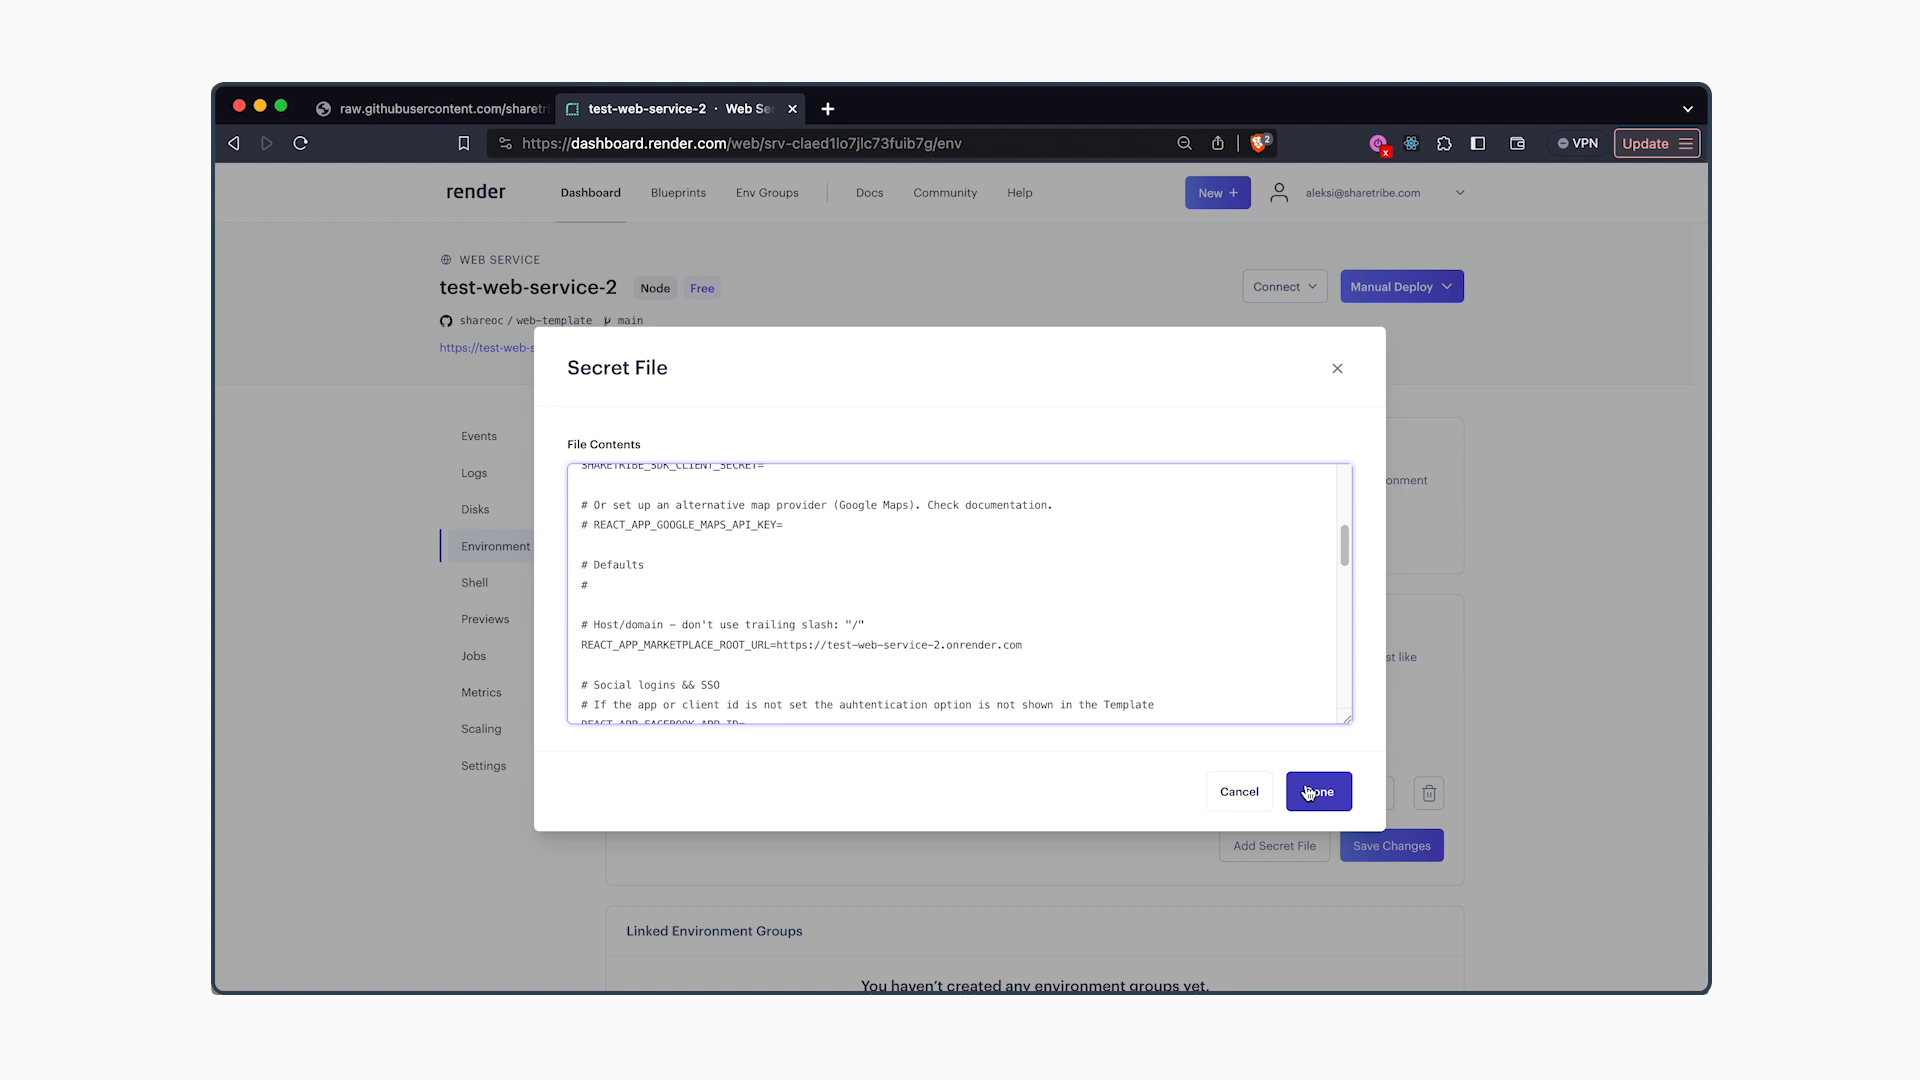 raw.githubusercontent.com/sharetri
test-web-service-2 · Web Se
https://dashboard.render.com/web/srv-claed1lo7jlc73fuib7g/env
2
x
VPN
Update
render
Dashboard
Blueprints
Env Groups
Docs
Community
Help
New +
aleksi@sharetribe.com
WEB SERVICE
test-web-service-2
Node
Free
Connect
Manual Deploy
shareoc / web-template
main
https://test-web-s
Secret File
File Contents
SHARETRIBE_SDK_CLIENT_SECRET=
# Or set up an alternative map provider (Google Maps). Check documentation.
# REACT_APP_GOOGLE_MAPS_API_KEY=
# Defaults
#
# Host/domain - don't use trailing slash: "/"
REACT_APP_MARKETPLACE_ROOT_URL=https://test-web-service-2.onrender.com
# Social logins && SSO
# If the app or client id is not set the auhtentication option is not shown in the Template
REACT_APP_FACEBOOK_APP_ID=
Cancel
one
Events
Logs
Disks
Environment
Shell
Previews
Jobs
Metrics
Scaling
Settings
onment
st like
Add Secret File
Save Changes
Linked Environment Groups
You haven't created any environment groups yet.